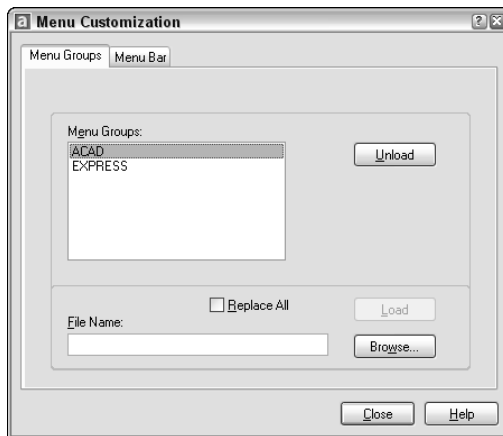 a Menu Customization
Menu Groups Menu Bar
Menu Groups:
ACAD
EXPRESS
Unload
Replace All
Load
File Name:
Browse...
Close Help